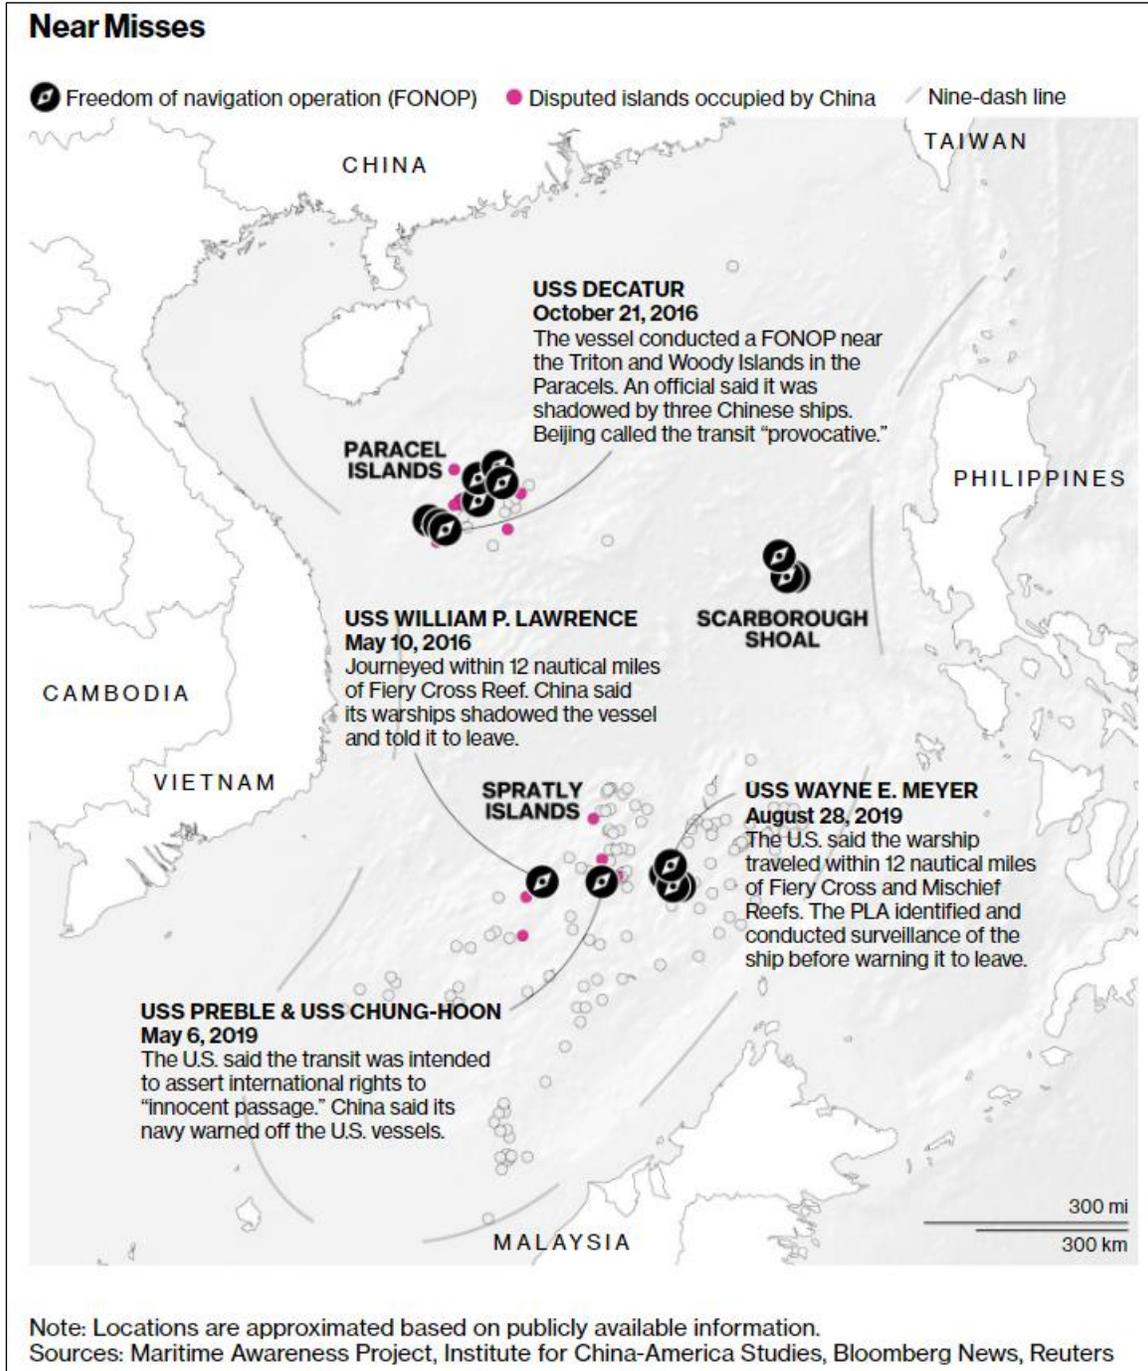 Near Misses
Freedom of navigation operation (FONOP) Disputed islands occupied by China Nine-dash line
TAIWAN
CHINA
USS DECATUR
October 21, 2016
The vessel conducted a FONOP near
the Triton and Woody Islands in the
Paracels. An official said it was
shadowed by three Chinese ships.
Beijing called the transit “provocative.”
PARACEL
ISLANDS
PHILIPPINES
USS WILLIAM P. LAWRENCE
May 10, 2016
Journeyed within 12 nautical miles
of Fiery Cross Reef. China said
its warships shadowed the vessel
and told it to leave.
SCARBOROUGH
SHOAL
CAMBODIA
VIETNAM
SPRATLY
ISLANDS
USS WAYNE E. MEYER
August 28, 2019
The U.S. said the warship
traveled within 12 nautical miles
of Fiery Cross and Mischief
Reefs. The PLA identified and
conducted surveillance of the
ship before warning it to leave.
USS PREBLE & USS CHUNG-HOON
May 6, 2019
The U.S. said the transit was intended
to assert international rights to
“innocent passage.” China said its
navy warned off the U.S. vessels.
MALAYSIA
300 mi
300 km
Note: Locations are approximated based on publicly available information.
Sources: Maritime Awareness Project, Institute for China-America Studies, Bloomberg News, Reuters